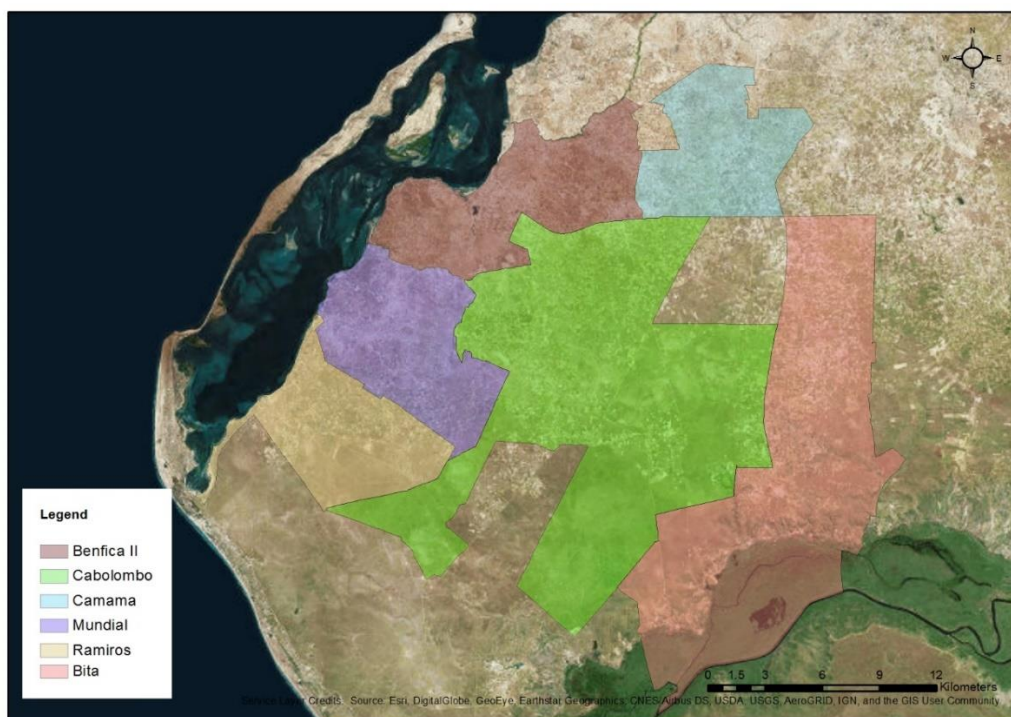 N
W E
S
Legend
Benfica II
Cabolombo
Camama
Mundial
Ramiros
Bita
0 1.5 3 6 9 12
Kilometers
Service Layer Credits: Source: Esri, DigitalGlobe, GeoEye, Earthstar Geographics, CNES/Airbus DS, USDA, USGS, AeroGRID, IGN, and the GIS User Community